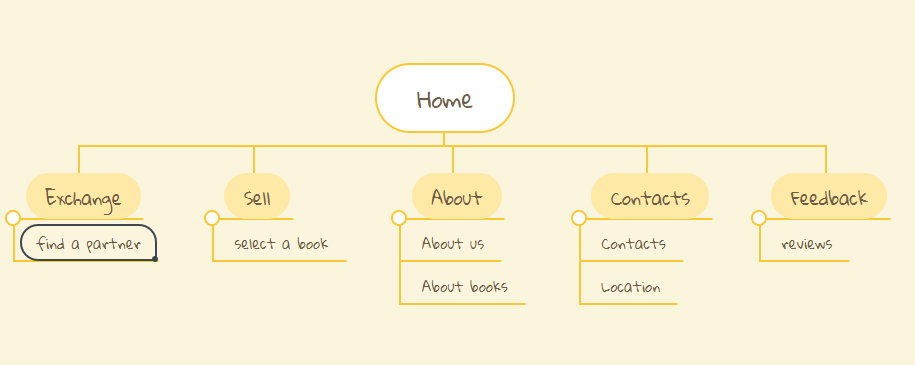 Home
Exchange
find a partner
Sell
select a book
About
About us
About books
Contacts
Contacts
Location
Feedback
reviews